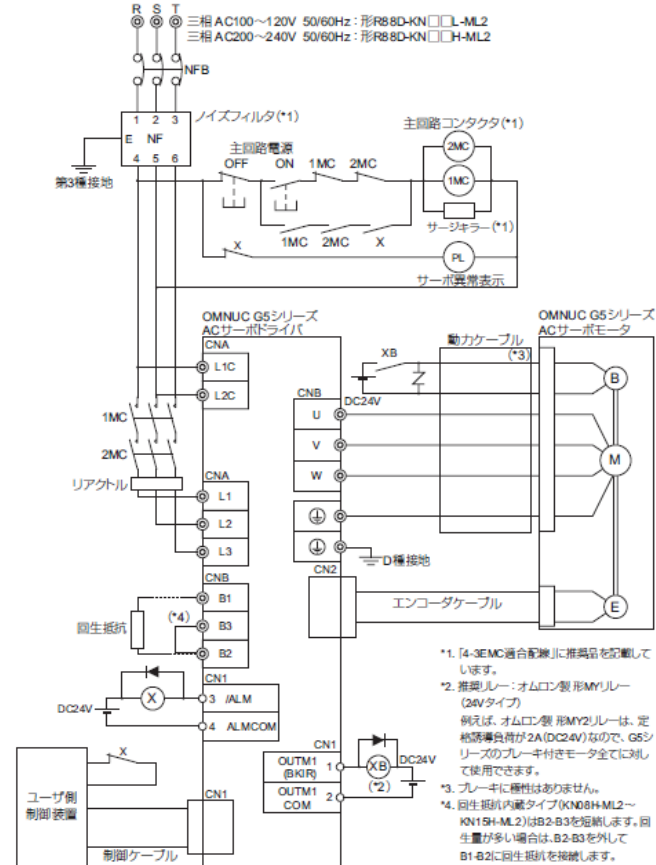 R S T
三相 AC100～120V 50/60Hz：形R88D-KN□□L-ML2
三相 AC200～240V 50/60Hz：形R88D-KN□□H-ML2
NFB
1 2 3
ノイズフィルタ(*1)
E NF
4 5 6
第3種接地
主回路電源
OFF ON 1MC 2MC
主回路コンタクタ(*1)
2MC
1MC
サージキラー(*1)
1MC 2MC X
X
PL
サーボ異常表示
OMNUC G5シリーズ
ACサーボドライバ
CNA
L1C
L2C
1MC
2MC
リアクトル
CNA
L1
L2
L3
CNB
B1
B3
B2
(*4)
回生抵抗
CN1
3 /ALM
4 ALMCOM
X
DC24V
X
ユーザ側
制御装置
CN1
制御ケーブル
XB
DC24V
CNB
U
V
W
動力ケーブル
(*3)
OMNUC G5シリーズ
ACサーボモータ
B
M
E
D種接地
CN2
エンコーダケーブル
CN1
OUTM1
(BKIR)
1
OUTM1
COM
2
XB
(*2)
DC24V
*1.「4-3EMC適合配線」に推奨品を記載して
います。
*2. 推奨リレー：オムロン製 形MYリレー
(24Vタイプ)
例えば、オムロン製 形MY2リレーは、定
格誘導負荷が2A(DC24V)なので、G5シ
リーズのブレーキ付きモータ全てに対し
て使用できます。
*3. ブレーキに極性はありません。
*4. 回生抵抗内蔵タイプ(KN08H-ML2～
KN15H-ML2)はB2-B3を短絡します。回
生量が多い場合は、B2-B3を外して
B1-B2に回生抵抗を接続します。